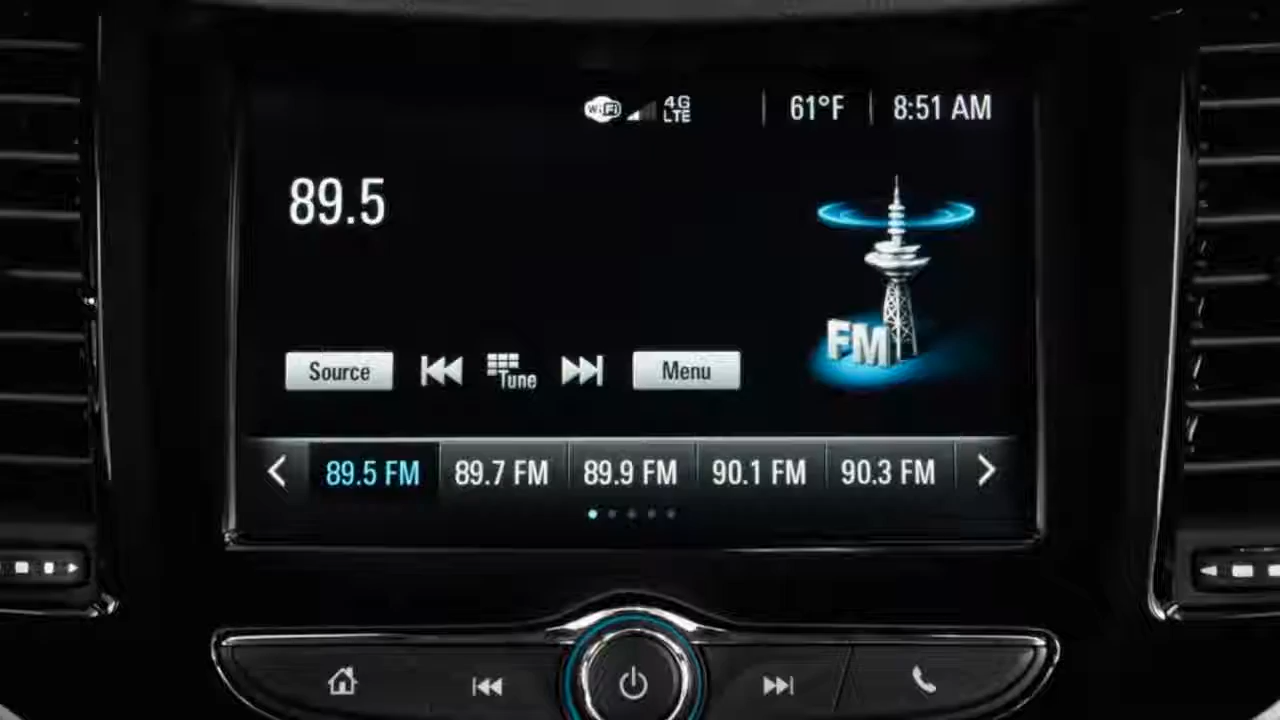 WiFi 4G LTE 61°F 8:51 AM
89.5
FM
Source Tune Menu
89.5 FM 89.7 FM 89.9 FM 90.1 FM 90.3 FM